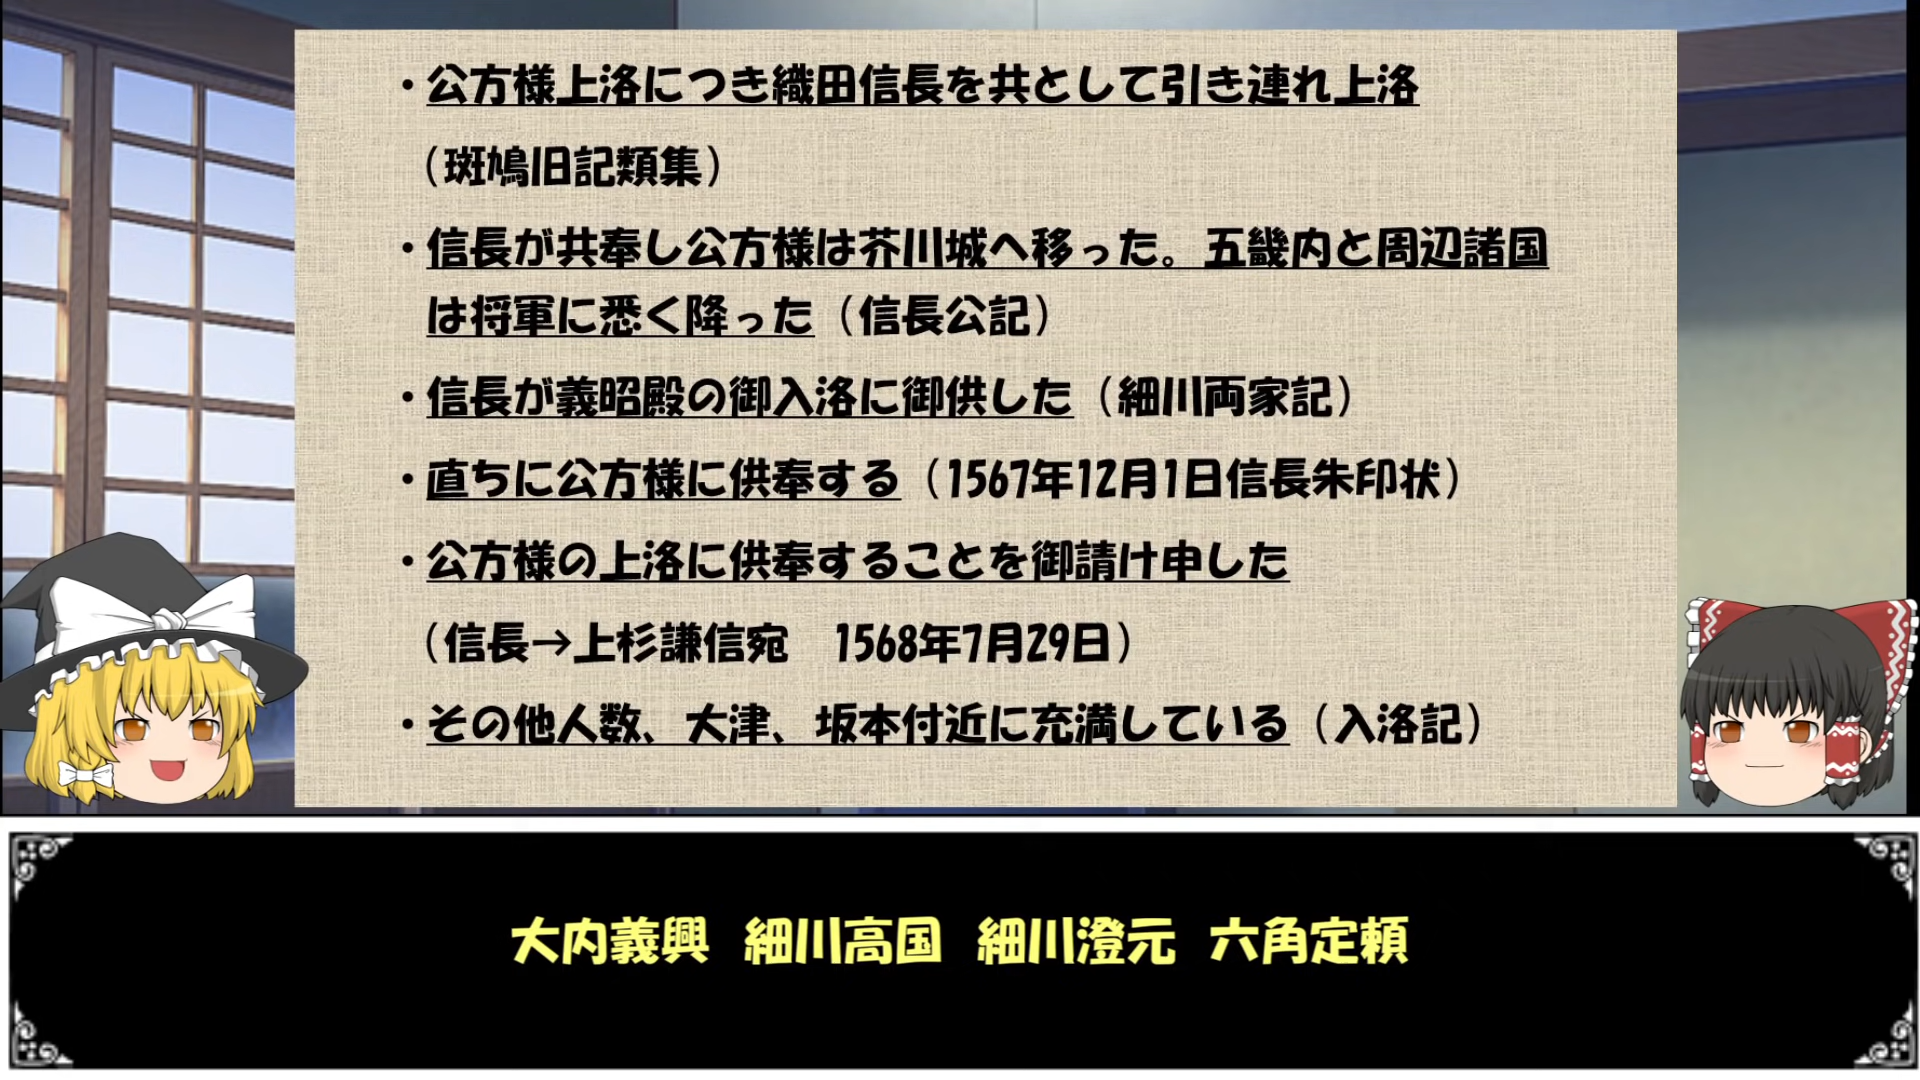 ・公方様上洛につき織田信長を共として引き連れ上洛
（斑鳩旧記類集）
・信長が共奉し公方様は芥川城へ移った。五畿内と周辺諸国
は将軍に悉く降った（信長公記）
・信長が義昭殿の御入洛に御供した（細川両家記）
・直ちに公方様に供奉する（1567年12月1日信長朱印状）
・公方様の上洛に供奉することを御請け申した
（信長→上杉謙信宛　1568年7月29日）
・その他人数、大津、坂本付近に充満している（入洛記）
大内義興　細川高国　細川澄元　六角定頼